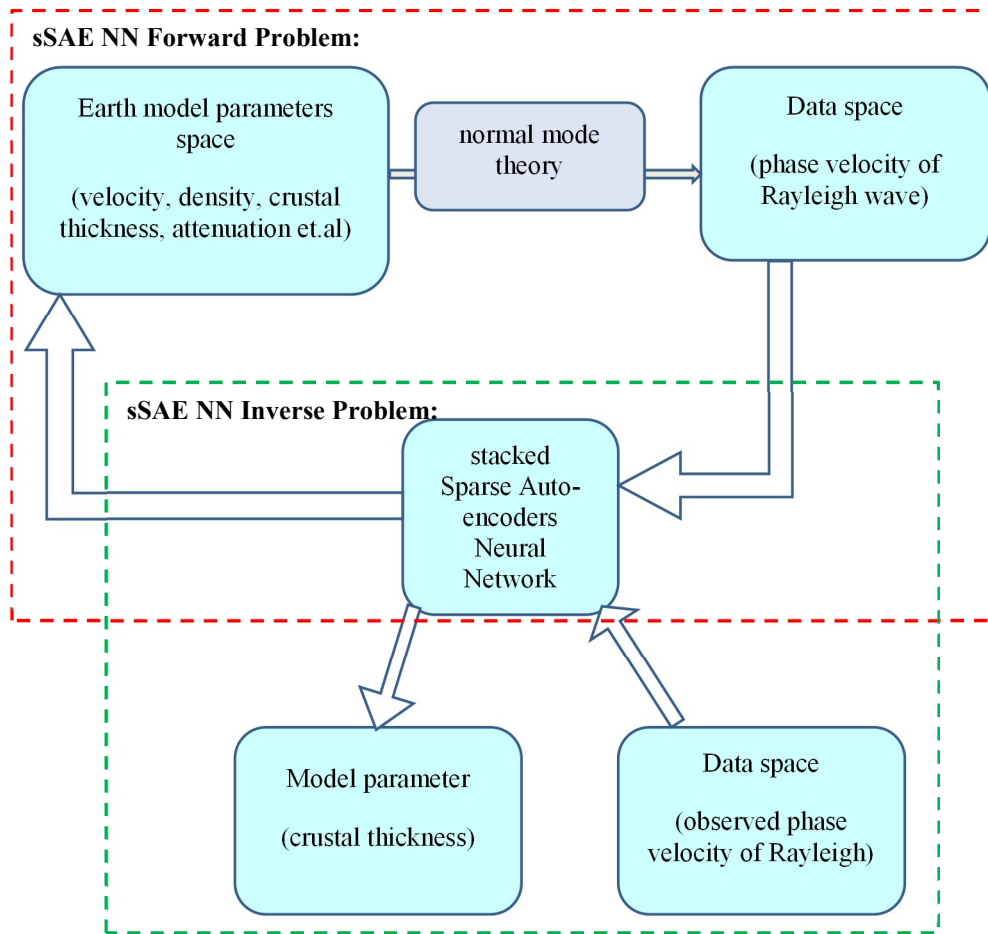 sSAE NN Forward Problem:
Earth model parameters
space
(velocity, density, crustal
thickness, attenuation et.al)
normal mode
theory
Data space
(phase velocity of
Rayleigh wave)
sSAE NN Inverse Problem:
stacked
Sparse Auto-
encoders
Neural
Network
Model parameter
(crustal thickness)
Data space
(observed phase
velocity of Rayleigh)